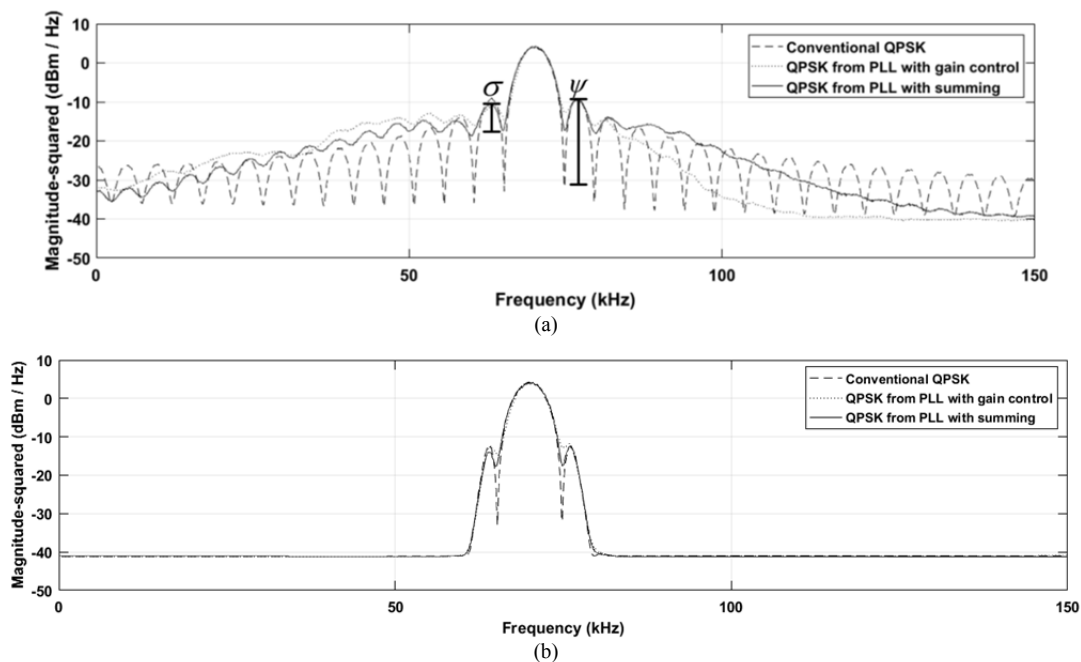 10
0
-10
-20
-30
-40
-50
Magnitude-squared (dBm / Hz)
σ
ψ
Conventional QPSK
QPSK from PLL with gain control
QPSK from PLL with summing
0
50
100
150
Frequency (kHz)
(a)
10
0
-10
-20
-30
-40
-50
Magnitude-squared (dBm / Hz)
Conventional QPSK
QPSK from PLL with gain control
QPSK from PLL with summing
0
50
100
150
Frequency (kHz)
(b)